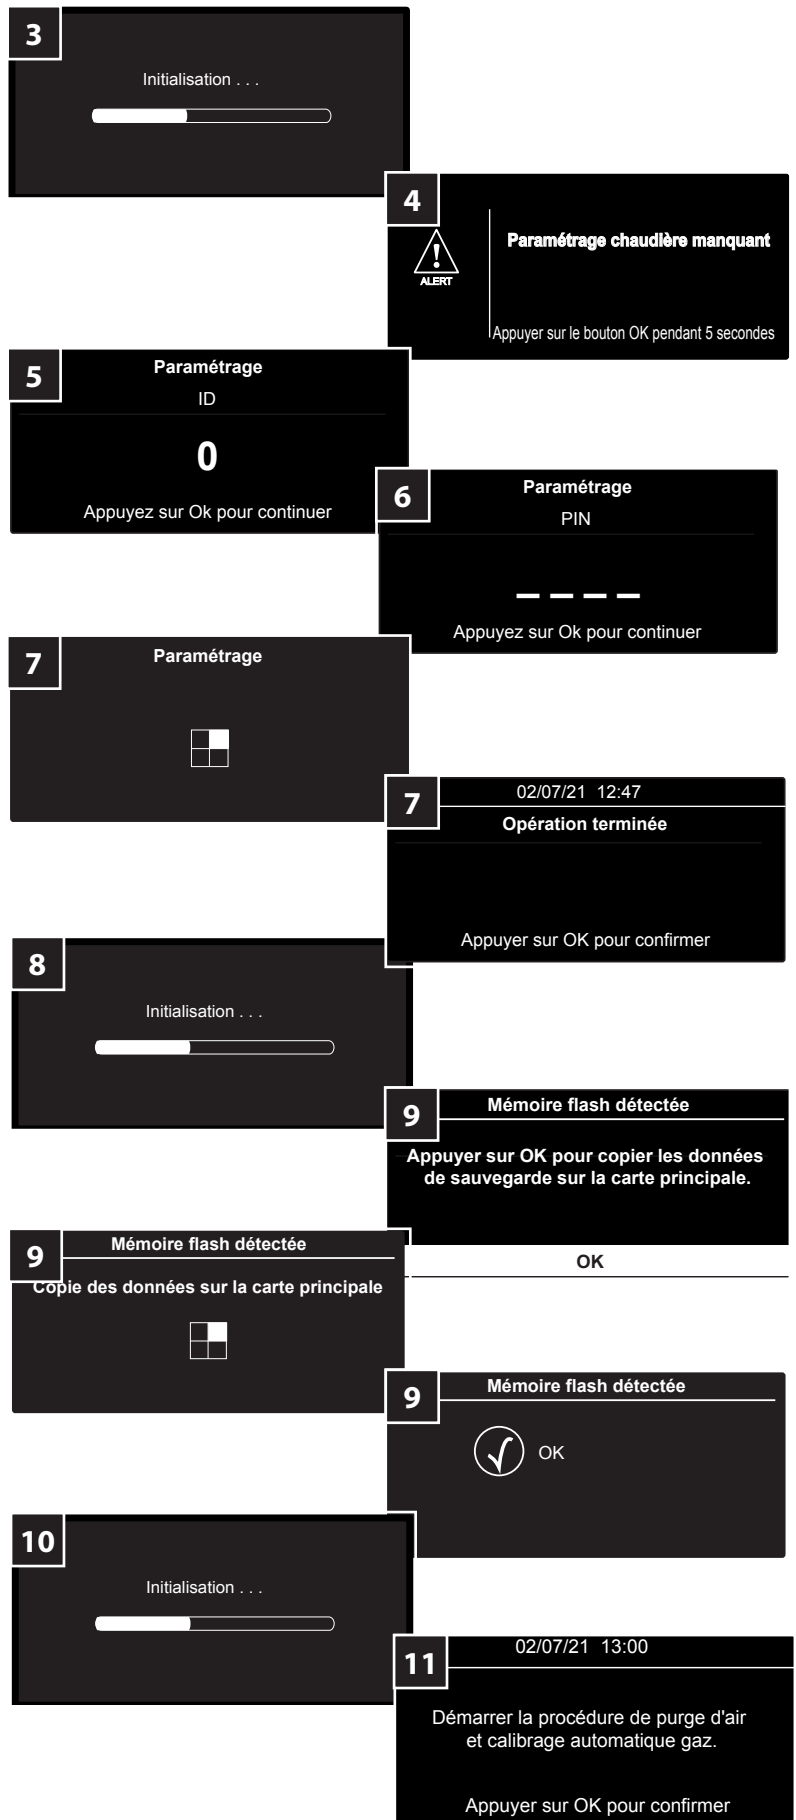 3
Initialisation . . .
4
ALERT
Paramétrage chaudière manquant
Appuyer sur le bouton OK pendant 5 secondes
5
Paramétrage
ID
0
Appuyez sur Ok pour continuer
6
Paramétrage
PIN
_ _ _ _
Appuyez sur Ok pour continuer
7
Paramétrage
7
02/07/21 12:47
Opération terminée
Appuyer sur OK pour confirmer
8
Initialisation . . .
9
Mémoire flash détectée
Appuyer sur OK pour copier les données
de sauvegarde sur la carte principale.
OK
9
Mémoire flash détectée
Copie des données sur la carte principale
9
Mémoire flash détectée
OK
10
Initialisation . . .
11
02/07/21 13:00
Démarrer la procédure de purge d'air
et calibrage automatique gaz.
Appuyer sur OK pour confirmer